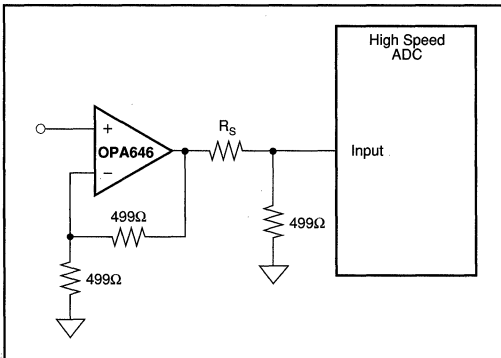 High Speed
ADC
R_S
+
OPA646
Input
−
499Ω
499Ω
499Ω